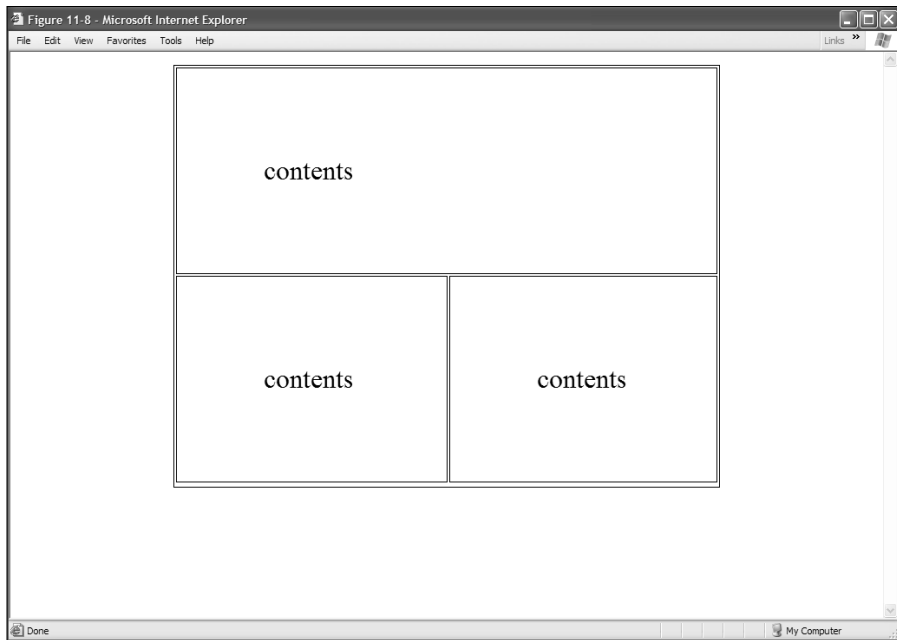 Figure 11-8 - Microsoft Internet Explorer
File Edit View Favorites Tools Help Links »
contents
contents contents
Done My Computer